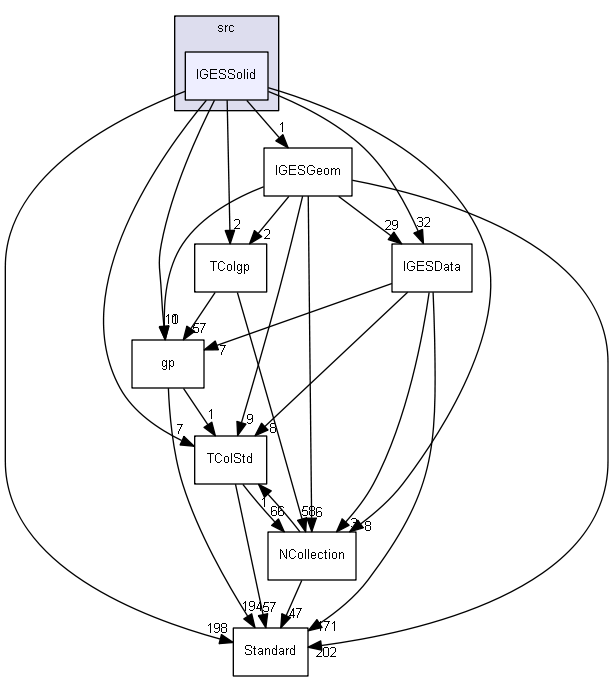 src
IGESSolid
1
IGESGeom
2
2
29
32
TColgp
IGESData
57
7
gp
1
9
8
7
TColStd
1
66
58
6
3
8
NCollection
194
57
47
171
198
202
Standard